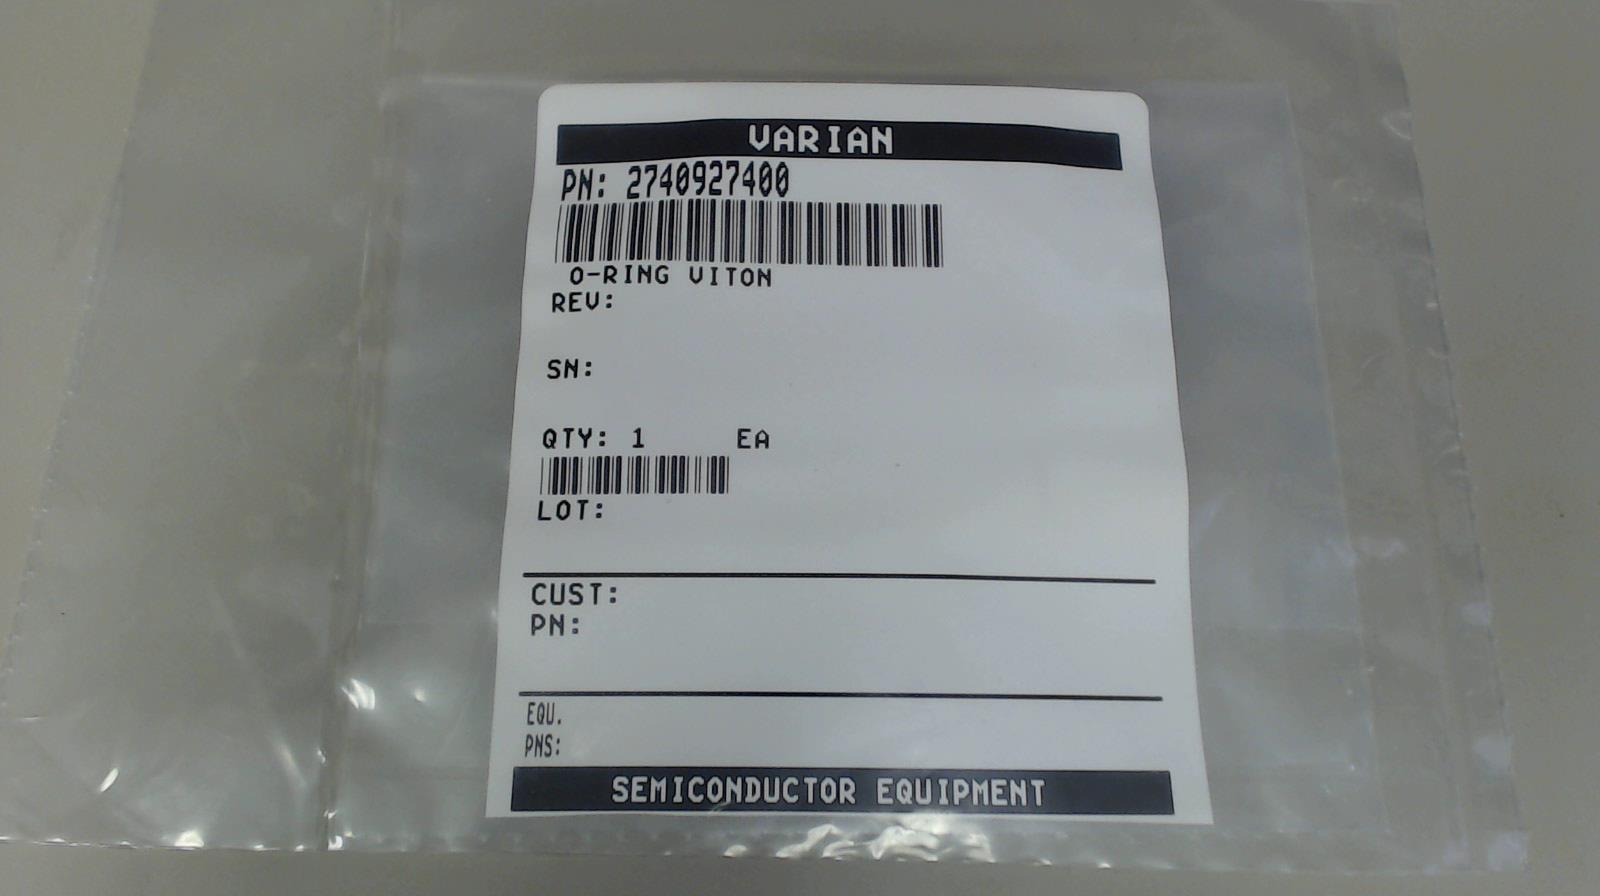 VARIAN
PN: 2740927400
O-RING VITON
REV:
SN:
QTY: 1 EA
LOT:
CUST:
PN:
EQU.
PNS:
SEMICONDUCTOR EQUIPMENT